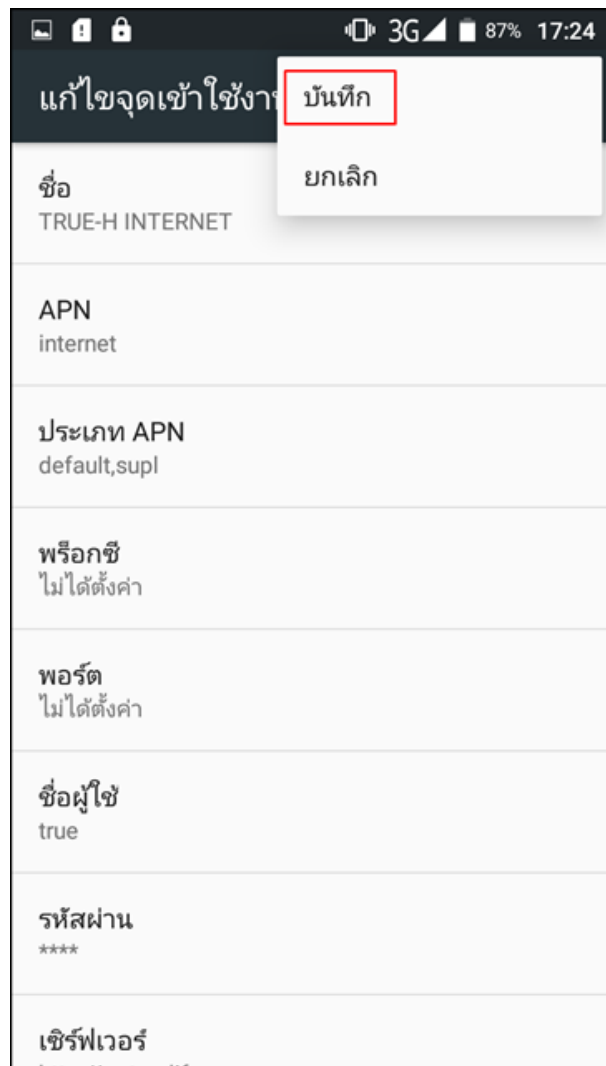 3G 87% 17:24
แก้ไขจุดเข้าใช้งา
บันทึก
ยกเลิก
ชื่อ
TRUE-H INTERNET
APN
internet
ประเภท APN
default,supl
พร็อกซี
ไม่ได้ตั้งค่า
พอร์ต
ไม่ได้ตั้งค่า
ชื่อผู้ใช้
true
รหัสผ่าน
****
เซิร์ฟเวอร์